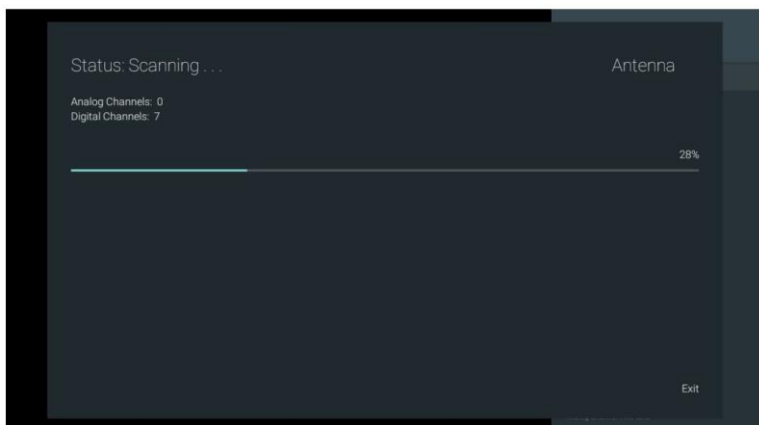 Status: Scanning . . .
Antenna
Analog Channels: 0
Digital Channels: 7
28%
Exit